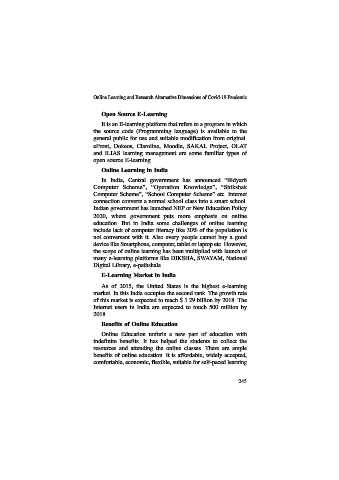 Online Learning and Research Alternative Dimensions of Covid-19 Pandemic
Open Source E-Learning
It is an E-learning platform that refers to a program in which
the source code (Programming language) is available to the
general public for use and suitable modification from original.
eFront, Dokeos, Claroline, Moodle, SAKAI, Project, OLAT
and ILIAS learning management are some familiar types of
open source E-learning.
Online Learning in India
In India, Central government has announced "Vidyarti
Computer Scheme", "Operation Knowledge", "Shikshak
Computer Scheme", "School Computer Scheme" etc. Internet
connection converts a normal school class into a smart school.
Indian government has launched NEP or New Education Policy
2020, where government puts more emphasis on online
education. But in India some challenges of online learning
include lack of computer literacy like 30% of the population is
not conversant with it. Also every people cannot buy a good
device like Smartphone, computer, tablet or laptop etc. However,
the scope of online learning has been multiplied with launch of
many e-learning platforms like DIKSHA, SWAYAM, National
Digital Library, e-pathshala.
E-Learning Market in India
As of 2015, the United States is the highest e-learning
market. In this India occupies the second rank. The growth rate
of this market is expected to reach $ 1.29 billion by 2018. The
Internet users in India are expected to touch 500 million by
2018.
Benefits of Online Education
Online Education unfurls a new part of education with
indefinite benefits. It has helped the students to collect the
resources and attending the online classes. There are ample
benefits of online education. It is affordable, widely accepted,
comfortable, economic, flexible, suitable for self-paced learning
245